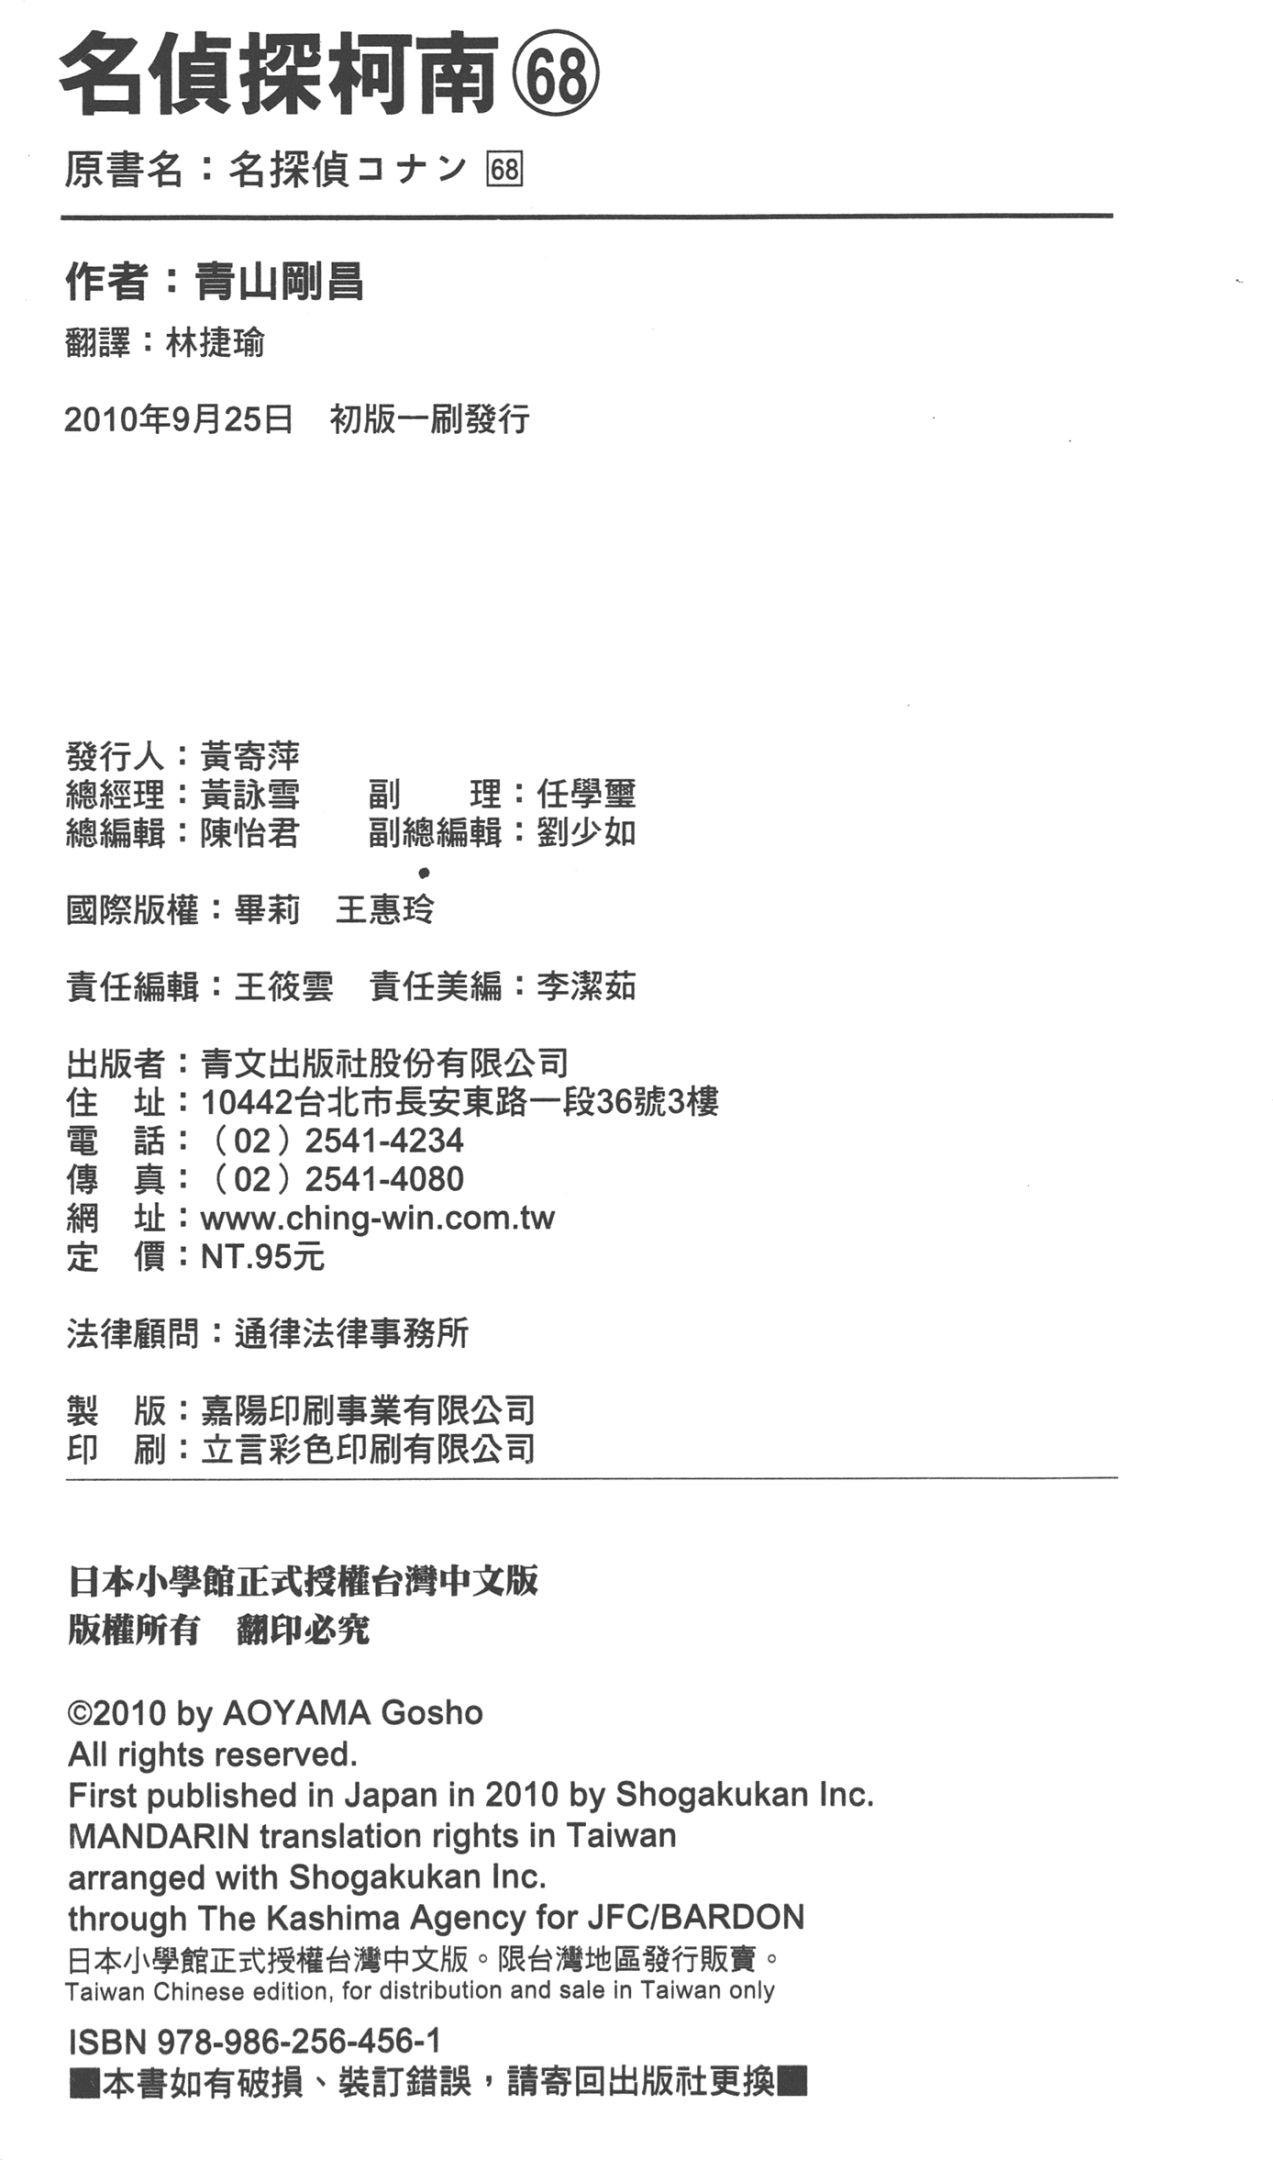 名偵探柯南68
原書名：名探偵コナン 68
作者：青山剛昌
翻譯：林捷瑜
2010年9月25日　初版一刷發行
發行人：黃寄萍
總經理：黃詠雪　　副　　理：任學璽
總編輯：陳怡君　　副總編輯：劉少如
國際版權：畢莉　王惠玲
責任編輯：王筱雲　責任美編：李潔茹
出版者：青文出版社股份有限公司
住　址：10442台北市長安東路一段36號3樓
電　話：（02）2541-4234
傳　真：（02）2541-4080
網　址：www.ching-win.com.tw
定　價：NT.95元
法律顧問：通律法律事務所
製　版：嘉陽印刷事業有限公司
印　刷：立言彩色印刷有限公司
日本小學館正式授權台灣中文版
版權所有　翻印必究
©2010 by AOYAMA Gosho
All rights reserved.
First published in Japan in 2010 by Shogakukan Inc.
MANDARIN translation rights in Taiwan
arranged with Shogakukan Inc.
through The Kashima Agency for JFC/BARDON
日本小學館正式授權台灣中文版。限台灣地區發行販賣。
Taiwan Chinese edition, for distribution and sale in Taiwan only
ISBN 978-986-256-456-1
■本書如有破損、裝訂錯誤，請寄回出版社更換■